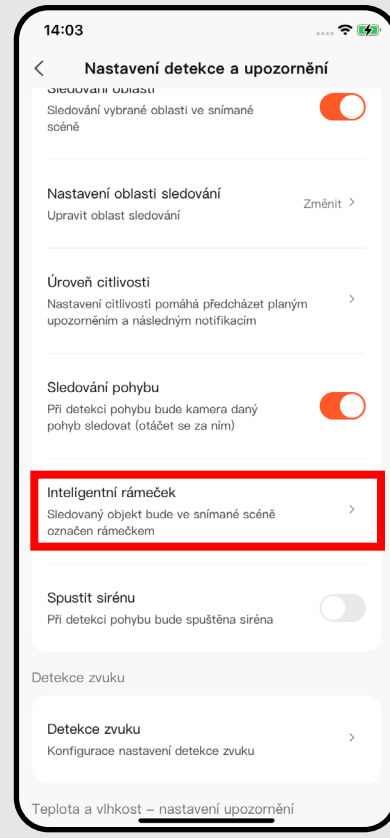 14:03
Nastavení detekce a upozornění
Sledování oblasti
Sledování vybrané oblasti ve snímané
scéně
Nastavení oblasti sledování
Změnit
Upravit oblast sledování
Úroveň citlivosti
Nastavení citlivosti pomáhá předcházet planým
upozorněním a následným notifikacím
Sledování pohybu
Při detekci pohybu bude kamera daný
pohyb sledovat (otáčet se za ním)
Inteligentní rámeček
Sledovaný objekt bude ve snímané scéně
označen rámečkem
Spustit sirénu
Při detekci pohybu bude spuštěna siréna
Detekce zvuku
Detekce zvuku
Konfigurace nastavení detekce zvuku
Teplota a vlhkost – nastavení upozornění